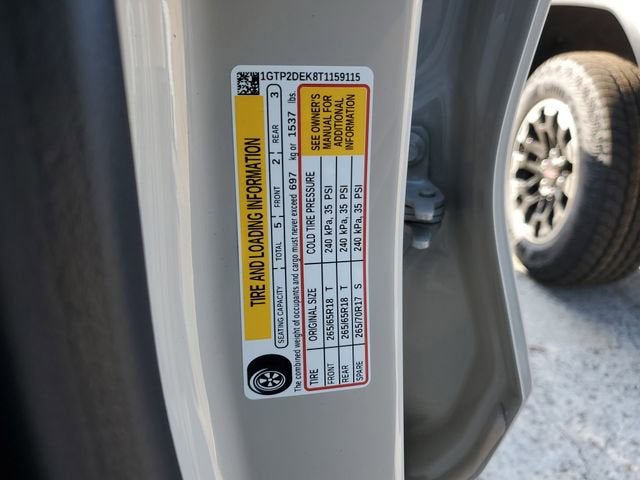 1GTP2DEK8T1159115
TIRE AND LOADING INFORMATION
SEATING CAPACITY TOTAL 5 FRONT 2 REAR 3
The combined weight of occupants and cargo must never exceed 697 kg or 1537 lbs.
TIRE ORIGINAL SIZE COLD TIRE PRESSURE
FRONT 265/65R18 T 240 kPa, 35 PSI
REAR 265/65R18 T 240 kPa, 35 PSI
SPARE 265/70R17 S 240 kPa, 35 PSI
SEE OWNER'S
MANUAL FOR
ADDITIONAL
INFORMATION